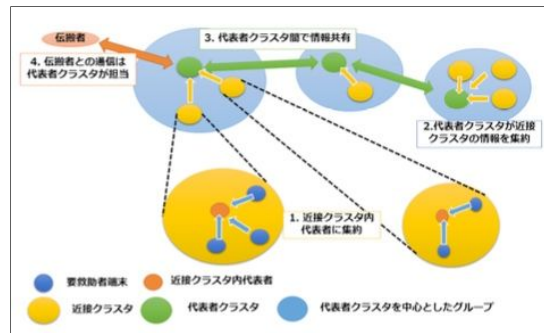 伝搬者
3. 代表者クラスタ間で情報共有
4. 伝搬者との通信は
代表者クラスタが担当
2.代表者クラスタが近接
クラスタの情報を集約
1. 近接クラスタ内
代表者に集約
要救助者端末
近接クラスタ内代表者
近接クラスタ
代表者クラスタ
代表者クラスタを中心としたグループ